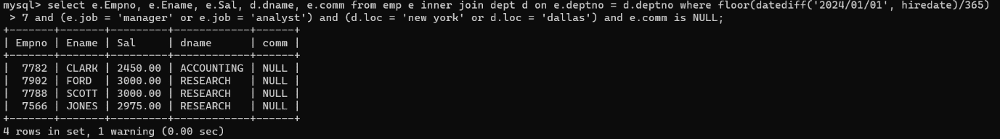 mysql> select e.Empno, e.Ename, e.Sal, d.dname, e.comm from emp e inner join dept d on e.deptno = d.deptno where floor(datediff('2024/01/01', hiredate)/365)
 > 7 and (e.job = 'manager' or e.job = 'analyst') and (d.loc = 'new york' or d.loc = 'dallas') and e.comm is NULL;
+-------+-------+---------+------------+------+
| Empno | Ename | Sal     | dname      | comm |
+-------+-------+---------+------------+------+
|  7782 | CLARK | 2450.00 | ACCOUNTING | NULL |
|  7902 | FORD  | 3000.00 | RESEARCH   | NULL |
|  7788 | SCOTT | 3000.00 | RESEARCH   | NULL |
|  7566 | JONES | 2975.00 | RESEARCH   | NULL |
+-------+-------+---------+------------+------+
4 rows in set, 1 warning (0.00 sec)